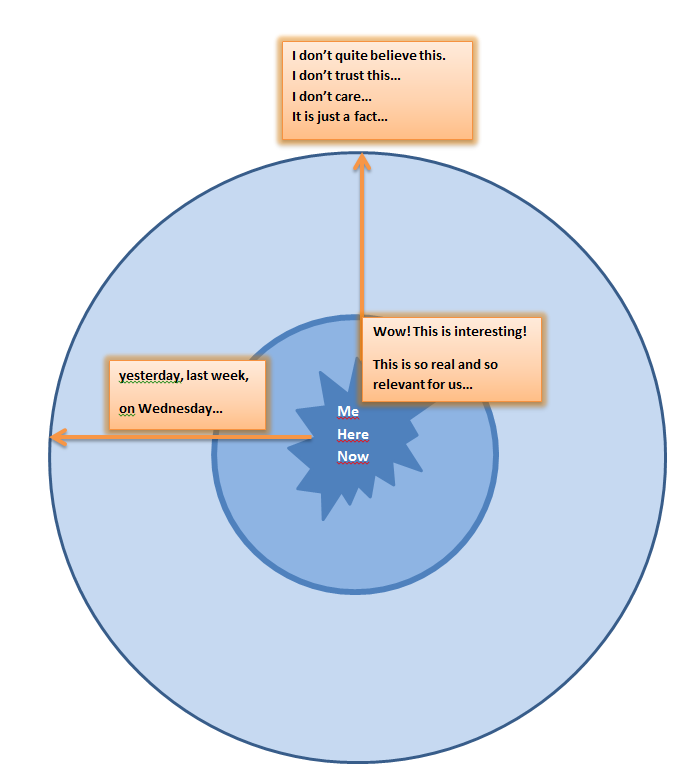 I don’t quite believe this.
I don’t trust this…
I don’t care…
It is just a fact…
Wow! This is interesting!
This is so real and so
relevant for us…
yesterday, last week,
on Wednesday…
Me
Here
Now